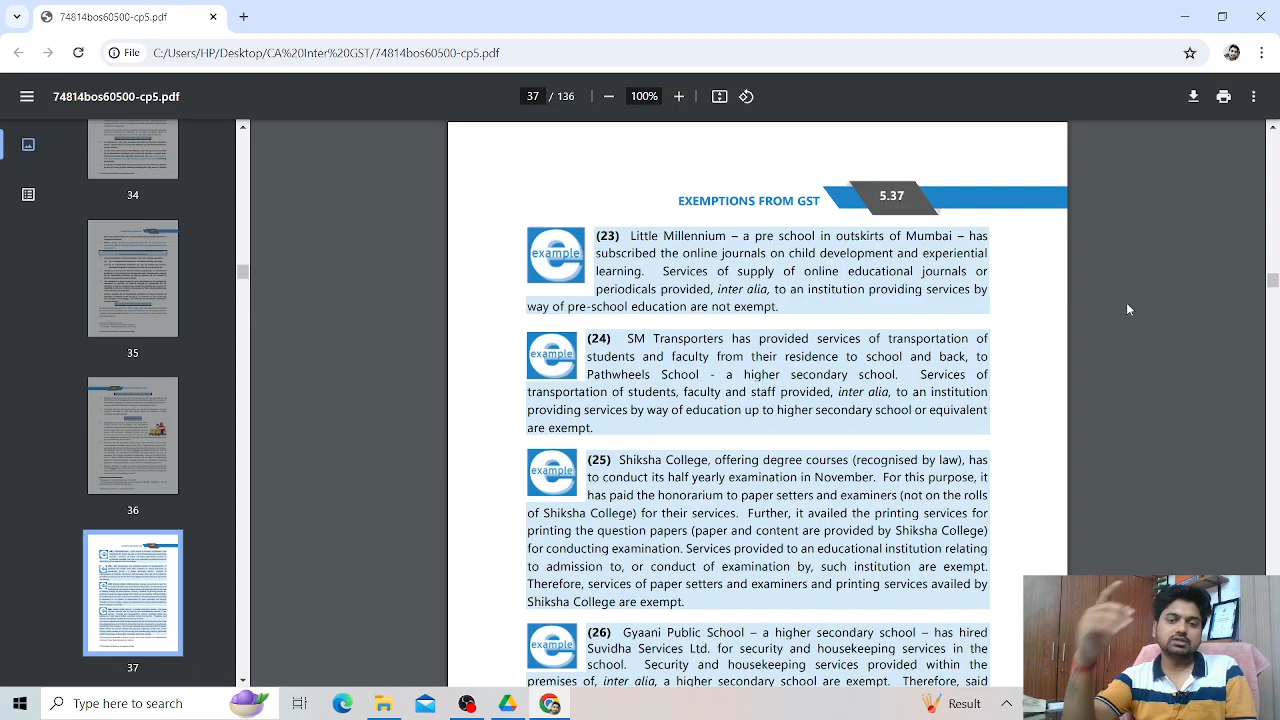 74814bos60500-cp5.pdf
File C:/Users/HP/Desktop/CA%20Inter%20GST/74814bos60500-cp5.pdf
74814bos60500-cp5.pdf
37 / 136
100%
34
35
36
37
EXEMPTIONS FROM GST 5.37
example
(23) Little Millennium – a pre school in outskirts of Mumbai – has
subscribed the online journals on child development and experiential
learning. Services of supply of online educational journals or
periodicals provided, inter alia, to an institution providing services by
way of pre-school education are not exempt.
example
(24) SM Transporters has provided services of transportation of
students and faculty from their residence to school and back, to
Pathwheels School - a higher secondary school. Services of
transportation of students, faculty and staff provided, inter alia, to an institution
providing services by way of education up to higher secondary school or equivalent
are exempt.
example
(25) Shiksha College, offering degree courses (recognised by law), has
to conduct its half yearly examination in November. For this purpose, it
has paid the honorarium to paper setters and examiners (not on the rolls
of Shiksha College) for their services. Further, it availed the printing services for
printing the question papers (paper and content are provided by Shiksha College)
for upcoming examination. Services provided to an educational institution relating
to admission to, or conduct of examination by, such institution are exempt.
Therefore, services of paper setters and examiners and printing services availed by
Shiksha College are exempt.
example
(26) Gyaani Public School – a higher secondary school – has hired
Suvidha Services Ltd. for security and housekeeping services in the
school. Security and housekeeping services provided within the
premises of, inter alia, a higher secondary school are exempt. Therefore, said
Type here to search
Result